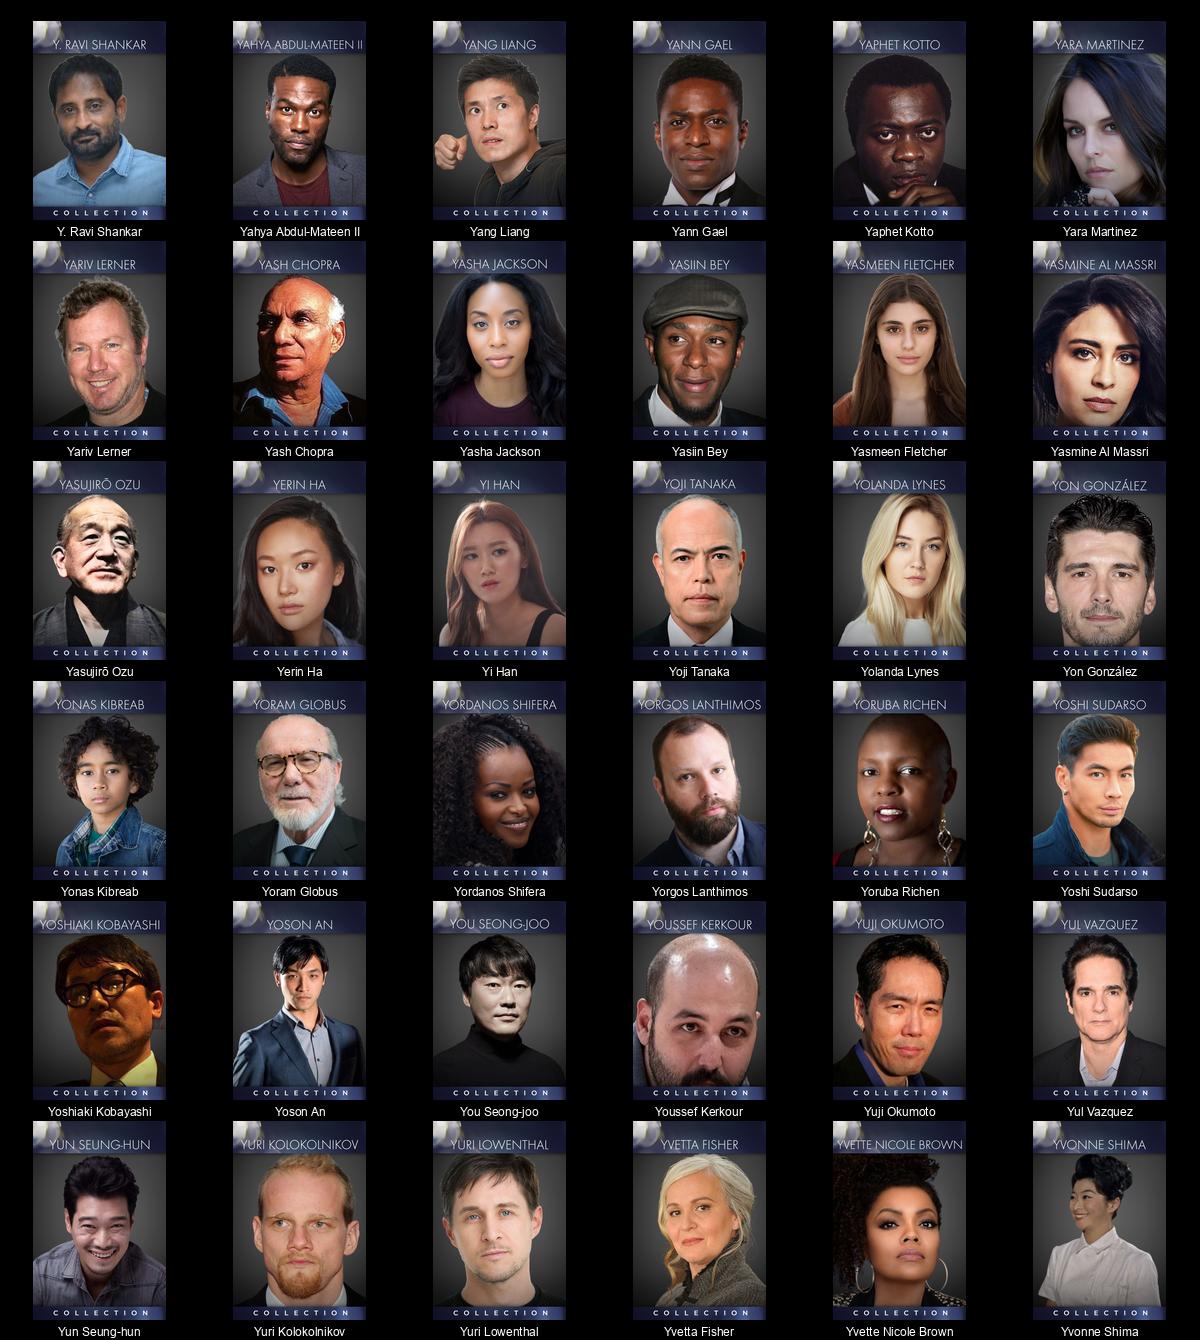 Y. RAVI SHANKAR
YAHYA ABDUL-MATEEN II
YANG LIANG
YANN GAEL
YAPHET KOTTO
YARA MARTINEZ
COLLECTION
COLLECTION
COLLECTION
COLLECTION
COLLECTION
COLLECTION
Y. Ravi Shankar
Yahya Abdul-Mateen II
Yang Liang
Yann Gael
Yaphet Kotto
Yara Martinez
YARIV LERNER
YASH CHOPRA
YASHA JACKSON
YASIIN BEY
YASMEEN FLETCHER
YASMINE AL MASSRI
COLLECTION
COLLECTION
COLLECTION
COLLECTION
COLLECTION
COLLECTION
Yariv Lerner
Yash Chopra
Yasha Jackson
Yasiin Bey
Yasmeen Fletcher
Yasmine Al Massri
YASUJIRŌ OZU
YERIN HA
YI HAN
YOJI TANAKA
YOLANDA LYNES
YON GONZÁLEZ
COLLECTION
COLLECTION
COLLECTION
COLLECTION
COLLECTION
COLLECTION
Yasujirō Ozu
Yerin Ha
Yi Han
Yoji Tanaka
Yolanda Lynes
Yon González
YONAS KIBREAB
YORAM GLOBUS
YORDANOS SHIFERA
YORGOS LANTHIMOS
YORUBA RICHEN
YOSHI SUDARSO
COLLECTION
COLLECTION
COLLECTION
COLLECTION
COLLECTION
COLLECTION
Yonas Kibreab
Yoram Globus
Yordanos Shifera
Yorgos Lanthimos
Yoruba Richen
Yoshi Sudarso
YOSHIAKI KOBAYASHI
YOSON AN
YOU SEONG-JOO
YOUSSEF KERKOUR
YUJI OKUMOTO
YUL VAZQUEZ
COLLECTION
COLLECTION
COLLECTION
COLLECTION
COLLECTION
COLLECTION
Yoshiaki Kobayashi
Yoson An
You Seong-joo
Youssef Kerkour
Yuji Okumoto
Yul Vazquez
YUN SEUNG-HUN
YURI KOLOKOLNIKOV
YURI LOWENTHAL
YVETTA FISHER
YVETTE NICOLE BROWN
YVONNE SHIMA
COLLECTION
COLLECTION
COLLECTION
COLLECTION
COLLECTION
COLLECTION
Yun Seung-hun
Yuri Kolokolnikov
Yuri Lowenthal
Yvetta Fisher
Yvette Nicole Brown
Yvonne Shima